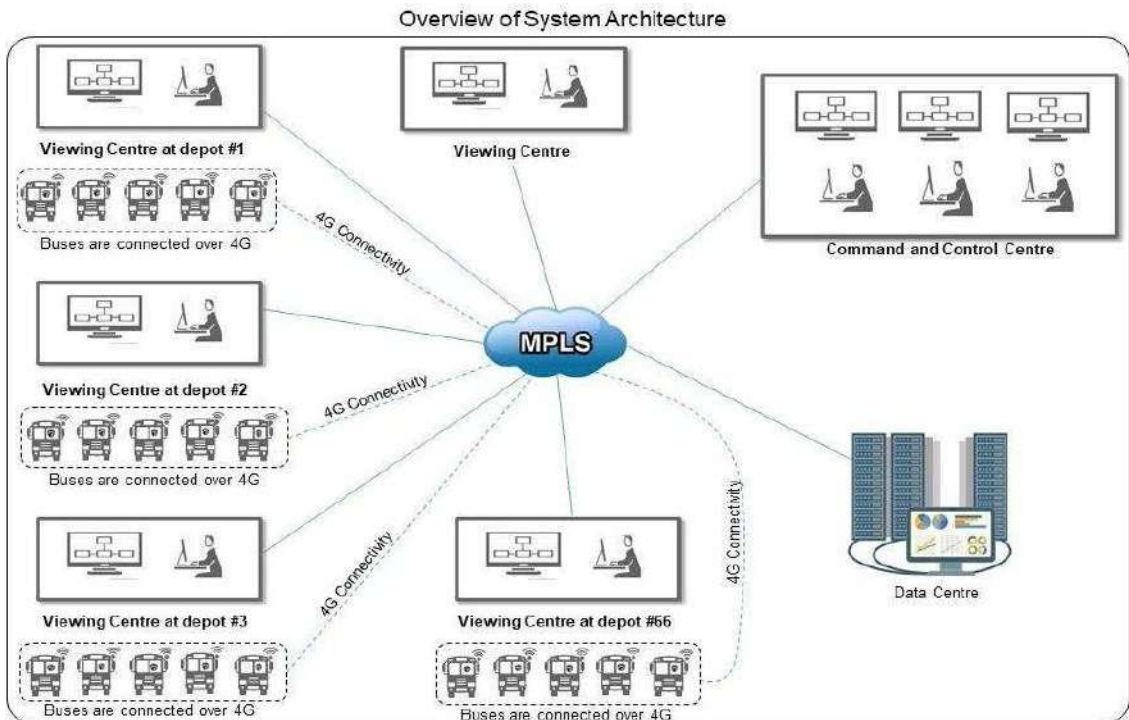 Overview of System Architecture
Viewing Centre at depot #1
Buses are connected over 4G
4G Connectivity
Viewing Centre
Command and Control Centre
MPLS
Viewing Centre at depot #2
4G Connectivity
Buses are connected over 4G
Viewing Centre at depot #3
4G Connectivity
Buses are connected over 4G
Viewing Centre at depot #66
4G Connectivity
Buses are connected over 4G
Data Centre